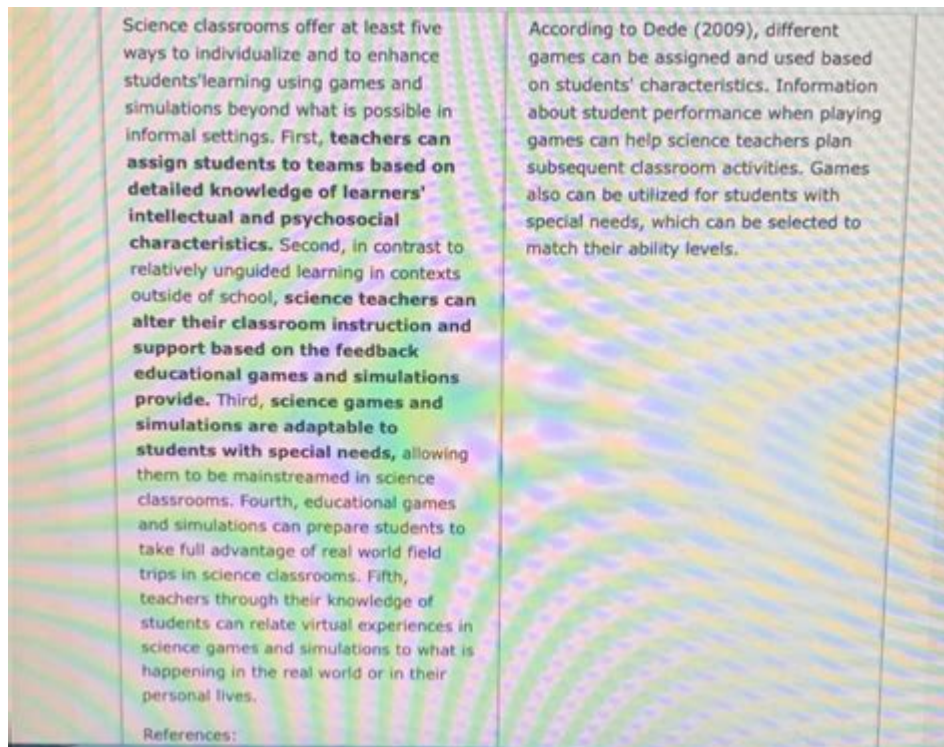 Science classrooms offer at least five
ways to individualize and to enhance
students'learning using games and
simulations beyond what is possible in
informal settings. First, teachers can
assign students to teams based on
detailed knowledge of learners'
intellectual and psychosocial
characteristics. Second, in contrast to
relatively unguided learning in contexts
outside of school, science teachers can
alter their classroom instruction and
support based on the feedback
educational games and simulations
provide. Third, science games and
simulations are adaptable to
students with special needs, allowing
them to be mainstreamed in science
classrooms. Fourth, educational games
and simulations can prepare students to
take full advantage of real world field
trips in science classrooms. Fifth,
teachers through their knowledge of
students can relate virtual experiences in
science games and simulations to what is
happening in the real world or in their
personal lives.
References:
According to Dede (2009), different
games can be assigned and used based
on students' characteristics. Information
about student performance when playing
games can help science teachers plan
subsequent classroom activities. Games
also can be utilized for students with
special needs, which can be selected to
match their ability levels.